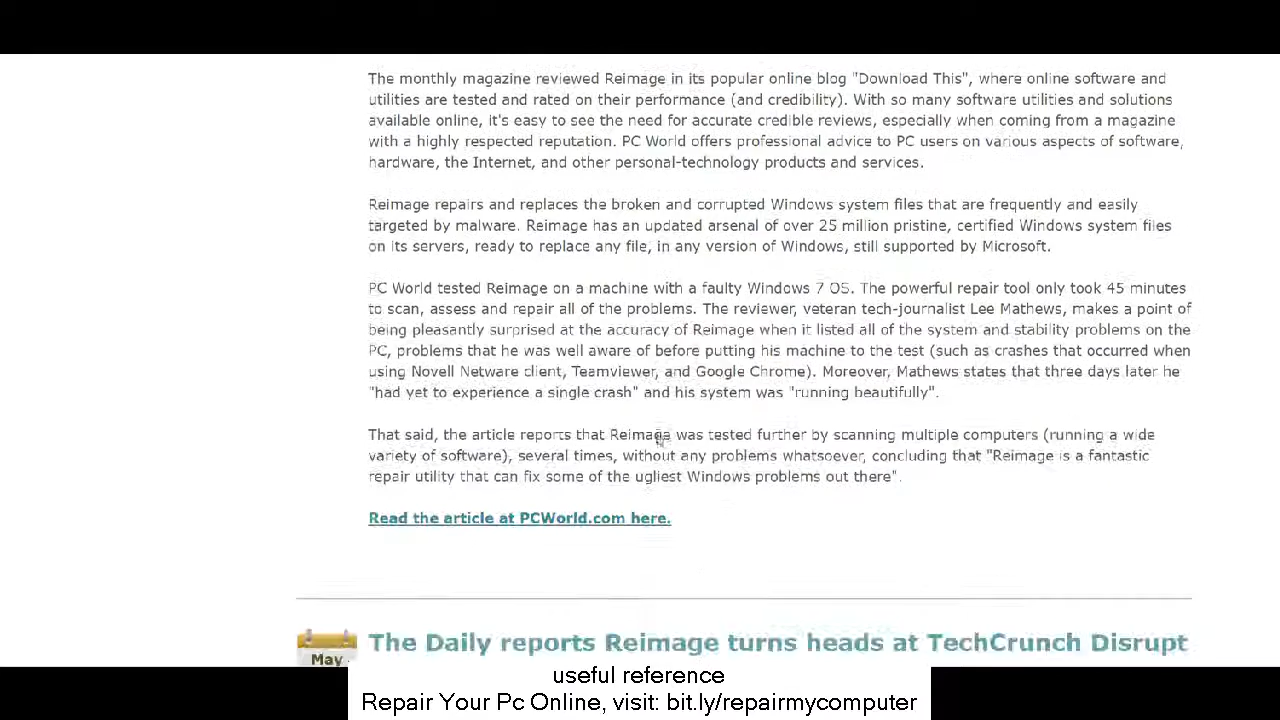 The monthly magazine reviewed Reimage in its popular online blog "Download This", where online software and
utilities are tested and rated on their performance (and credibility). With so many software utilities and solutions
available online, it's easy to see the need for accurate credible reviews, especially when coming from a magazine
with a highly respected reputation. PC World offers professional advice to PC users on various aspects of software,
hardware, the Internet, and other personal-technology products and services.
Reimage repairs and replaces the broken and corrupted Windows system files that are frequently and easily
targeted by malware. Reimage has an updated arsenal of over 25 million pristine, certified Windows system files
on its servers, ready to replace any file, in any version of Windows, still supported by Microsoft.
PC World tested Reimage on a machine with a faulty Windows 7 OS. The powerful repair tool only took 45 minutes
to scan, assess and repair all of the problems. The reviewer, veteran tech-journalist Lee Mathews, makes a point of
being pleasantly surprised at the accuracy of Reimage when it listed all of the system and stability problems on the
PC, problems that he was well aware of before putting his machine to the test (such as crashes that occurred when
using Novell Netware client, Teamviewer, and Google Chrome). Moreover, Mathews states that three days later he
"had yet to experience a single crash" and his system was "running beautifully".
That said, the article reports that Reimage was tested further by scanning multiple computers (running a wide
variety of software), several times, without any problems whatsoever, concluding that "Reimage is a fantastic
repair utility that can fix some of the ugliest Windows problems out there".
Read the article at PCWorld.com here.
The Daily reports Reimage turns heads at TechCrunch Disrupt
May
useful reference
Repair Your Pc Online, visit: bit.ly/repairmycomputer